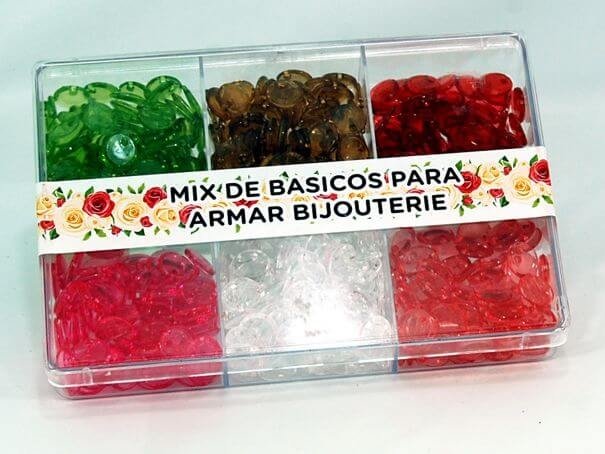 MIX DE BASICOS PARA
ARMAR BIJOUTERIE